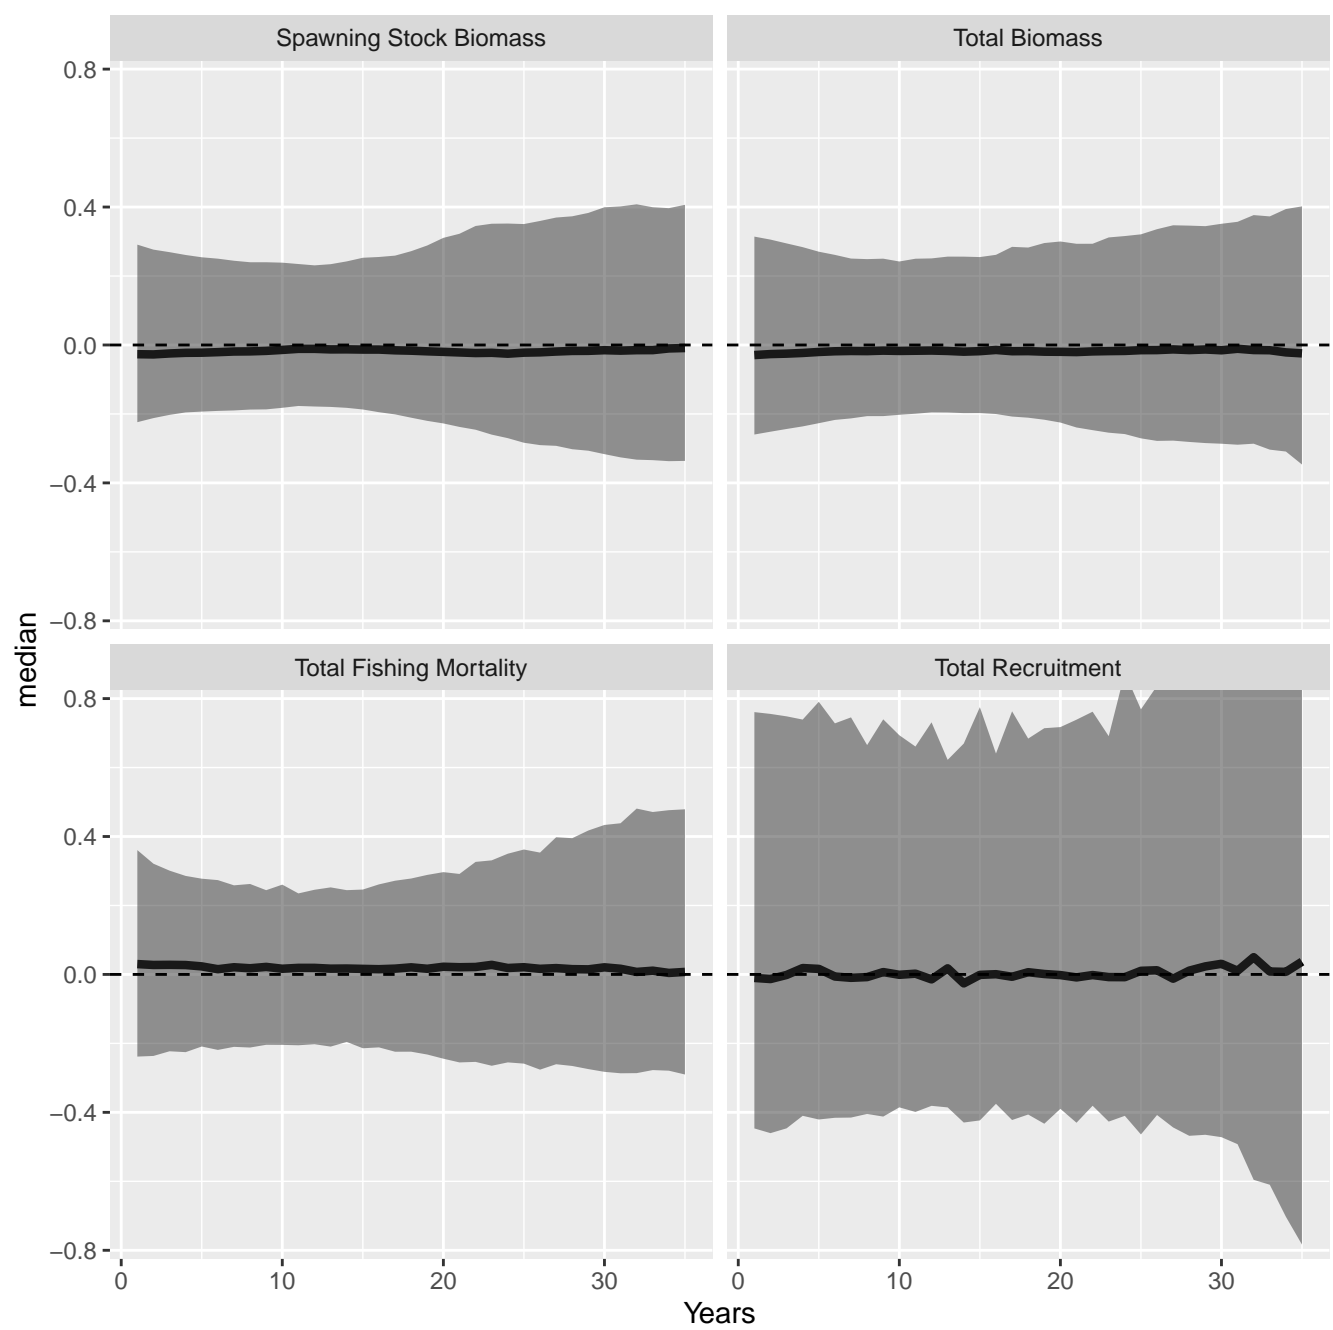 Spawning Stock Biomass
Total Biomass
0.8
0.4
0.0
−0.4
−0.8
median
Total Fishing Mortality
Total Recruitment
0.8
0.4
0.0
−0.4
−0.8
0 10 20 30
0 10 20 30
Years